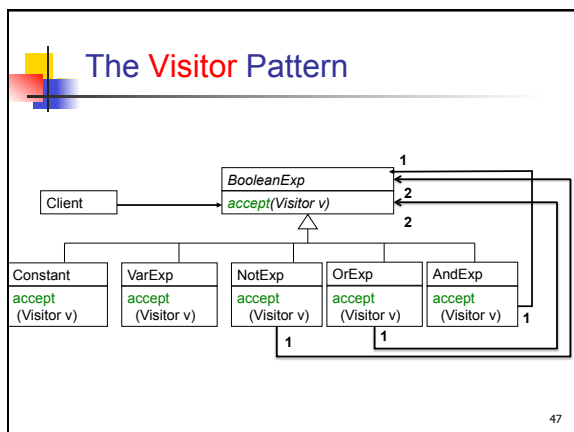 The Visitor Pattern
1
BooleanExp
2
Client
accept(Visitor v)
2
Constant
VarExp
NotExp
OrExp
AndExp
accept
(Visitor v)
accept
(Visitor v)
accept
(Visitor v)
accept
(Visitor v)
accept
(Visitor v)
1
1
1
47